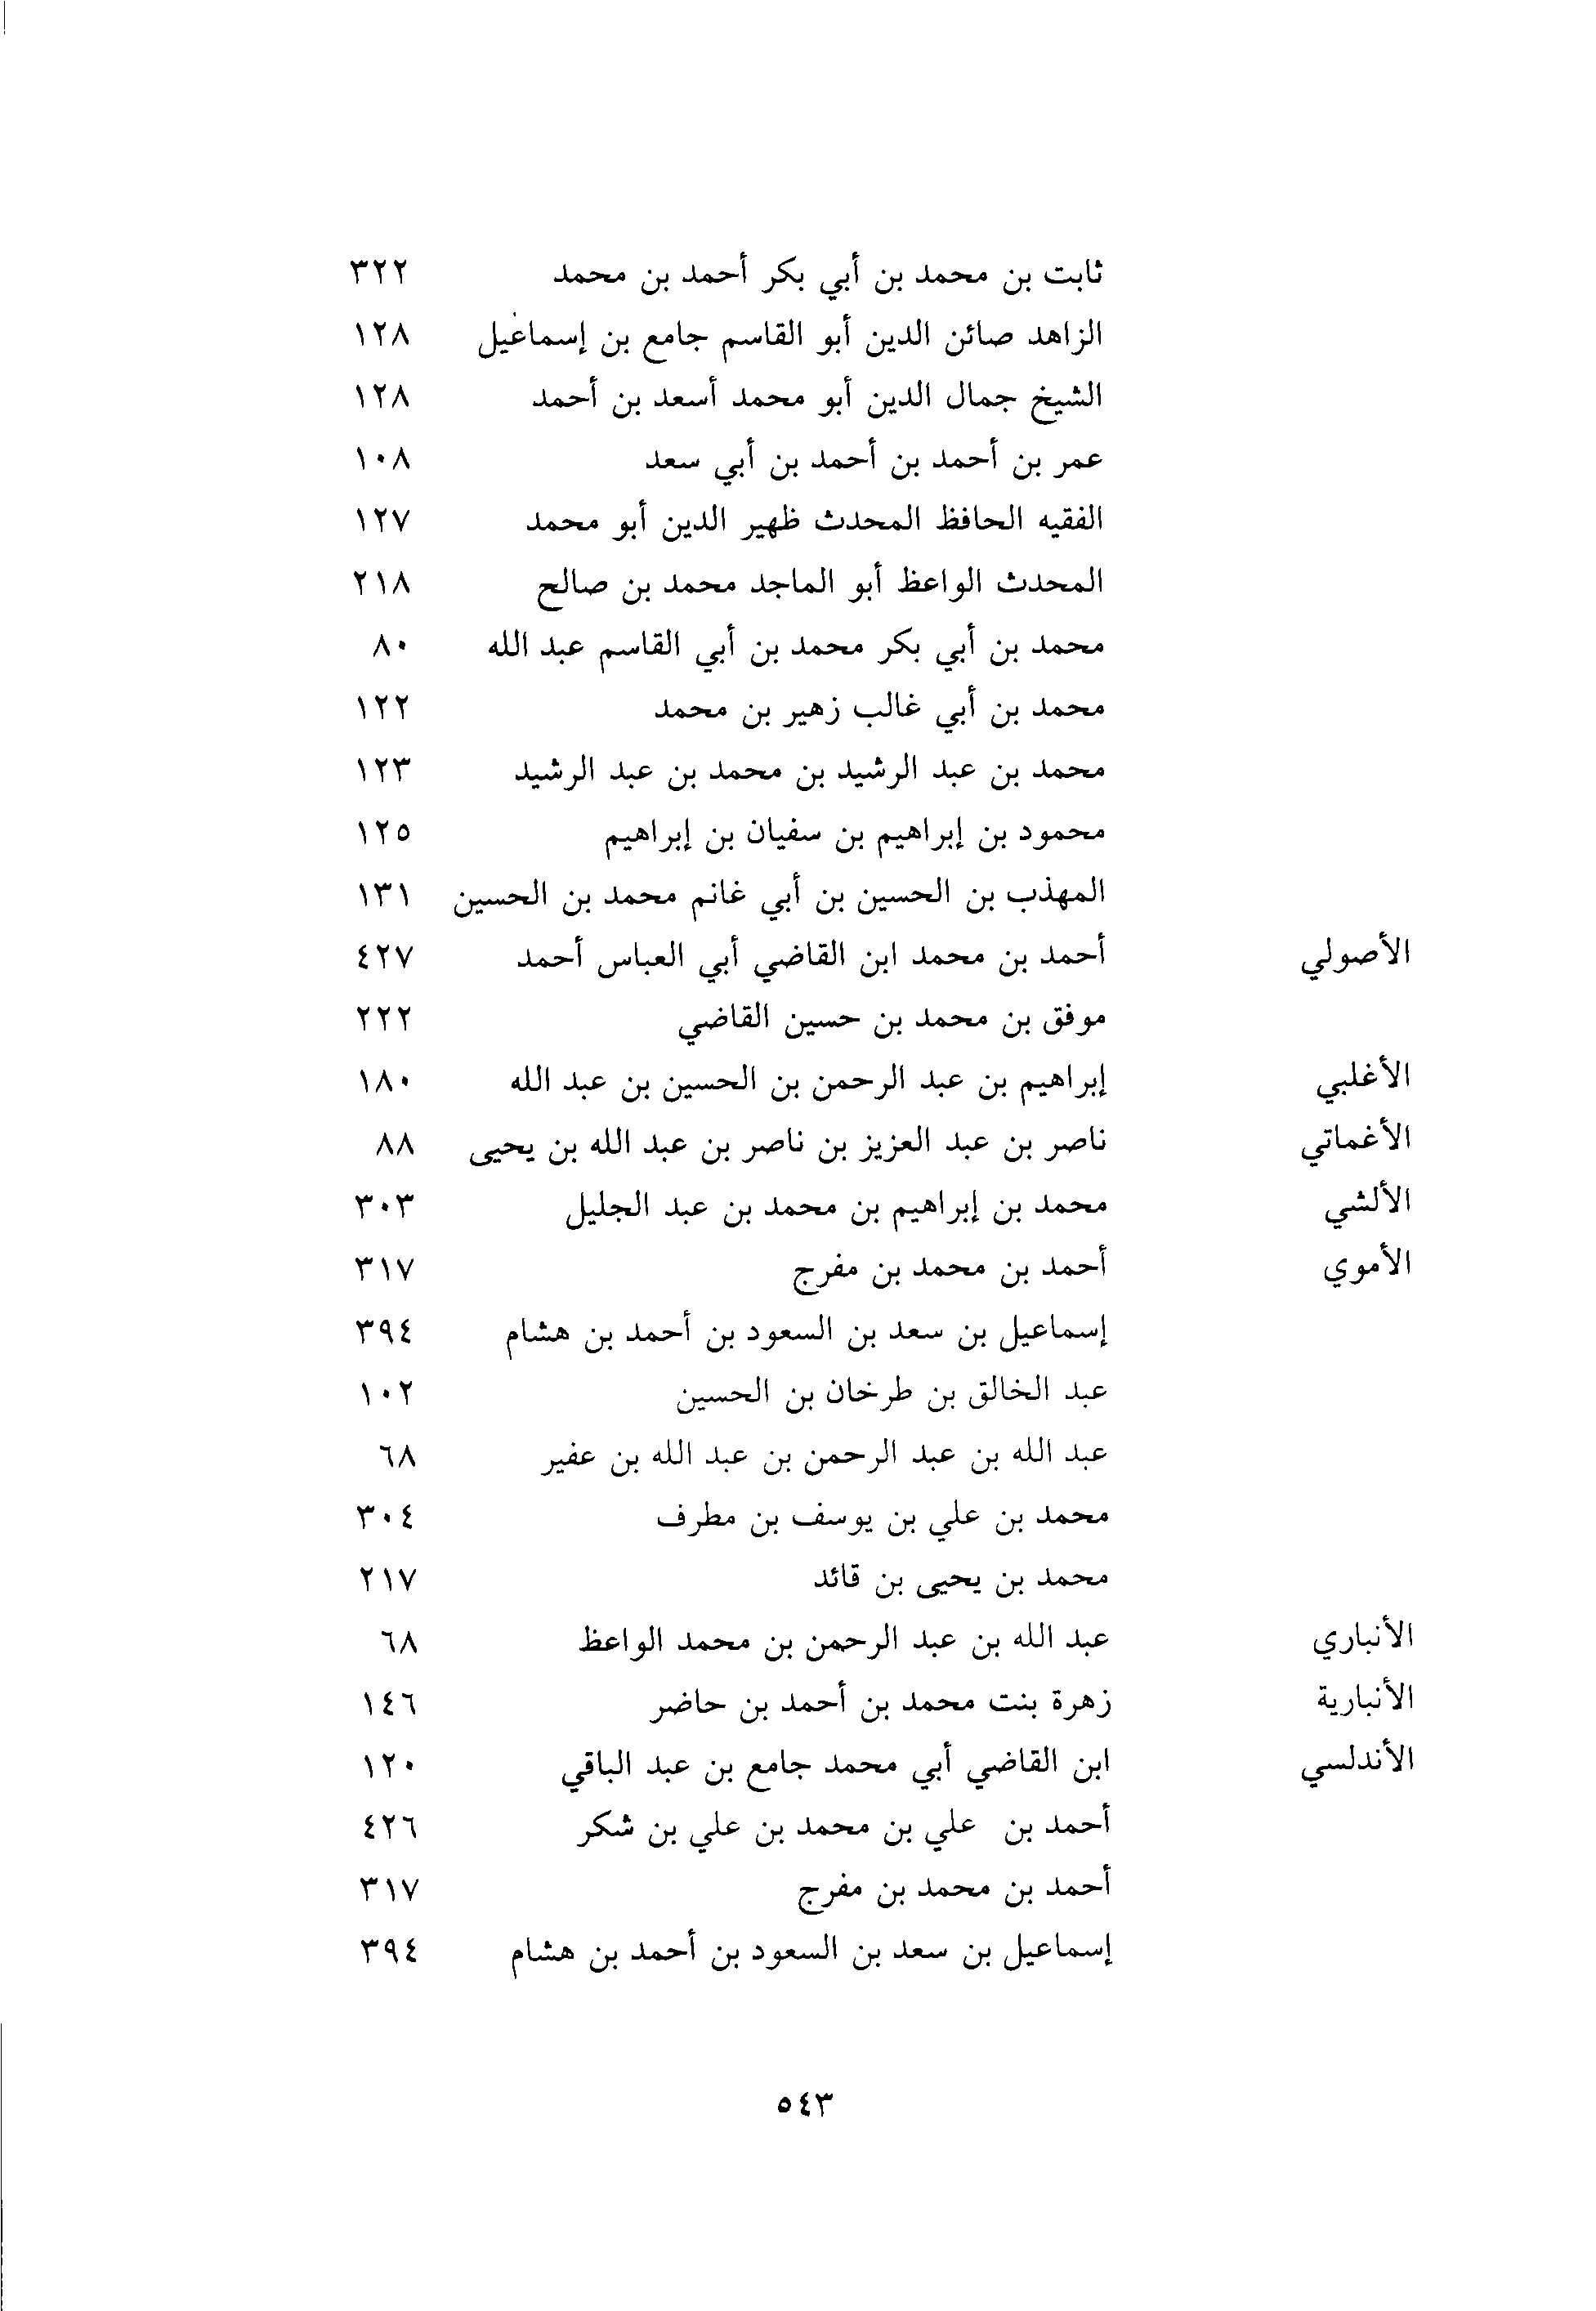 ثابت بن محمد بن أبي بكر أحمد بن محمد ٣٢٢
الزاهد صائن الدين أبو القاسم جامع بن إسماعيل ١٢٨
الشيخ جمال الدين أبو محمد أسعد بن أحمد ١٢٨
عمر بن أحمد بن أحمد بن أبي سعد ١٠٨
الفقيه الحافظ المحدث ظهير الدين أبو محمد ١٢٧
المحدث الواعظ أبو الماجد محمد بن صالح ٢١٨
محمد بن أبي بكر محمد بن أبي القاسم عبد الله ٨٠
محمد بن أبي غالب زهير بن محمد ١٢٢
محمد بن عبد الرشيد بن محمد بن عبد الرشيد ١٢٣
محمود بن إبراهيم بن سفيان بن إبراهيم ١٢٥
المهذب بن الحسين بن أبي غانم محمد بن الحسين ١٣١
الأصولي أحمد بن محمد ابن القاضي أبي العباس أحمد ٤٢٧
موفق بن محمد بن حسين القاضي ٢٢٢
الأغلبي إبراهيم بن عبد الرحمن بن الحسين بن عبد الله ١٨٠
الأغماتي ناصر بن عبد العزيز بن ناصر بن عبد الله بن يحيى ٨٨
الألشي محمد بن إبراهيم بن محمد بن عبد الجليل ٣٠٣
الأموي أحمد بن محمد بن مفرج ٣١٧
إسماعيل بن سعد بن السعود بن أحمد بن هشام ٣٩٤
عبد الخالق بن طرخان بن الحسين ١٠٢
عبد الله بن عبد الرحمن بن عبد الله بن عفير ٦٨
محمد بن علي بن يوسف بن مطرف ٣٠٤
محمد بن يحيى بن قائد ٢١٧
الأنباري عبد الله بن عبد الرحمن بن محمد الواعظ ٦٨
الأنبارية زهرة بنت محمد بن أحمد بن حاضر ١٤٦
الأندلسي ابن القاضي أبي محمد جامع بن عبد الباقي ١٢٠
أحمد بن علي بن محمد بن علي بن شكر ٤٢٦
أحمد بن محمد بن مفرج ٣١٧
إسماعيل بن سعد بن السعود بن أحمد بن هشام ٣٩٤
٥٤٣